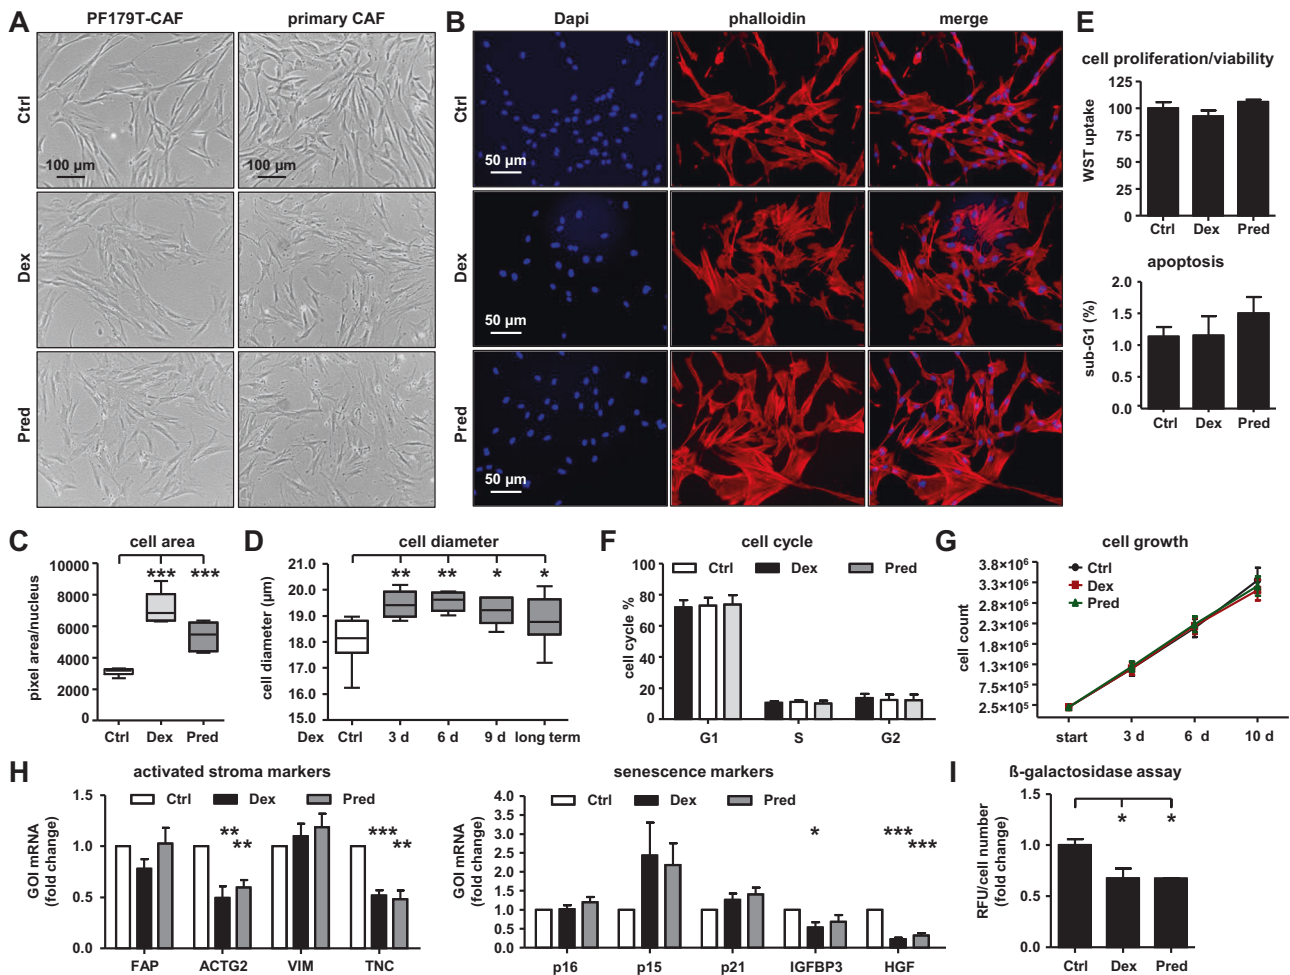 A
PF179T-CAF
primary CAF
Ctrl
100 µm
100 µm
Dex
Pred
B
Dapi
phalloidin
merge
Ctrl
50 µm
Dex
50 µm
Pred
50 µm
E
cell proliferation/viability
WST uptake
125
100
75
50
25
0
Ctrl Dex Pred
apoptosis
sub-G1 (%)
2.0
1.5
1.0
0.5
0.0
Ctrl Dex Pred
C
cell area
*** ***
pixel area/nucleus
10000
8000
6000
4000
2000
0
Ctrl Dex Pred
D
cell diameter
** ** * *
cell diameter (µm)
21.0
20.0
19.0
18.0
17.0
16.0
15.0
Dex Ctrl 3 d 6 d 9 d long term
F
cell cycle
Ctrl Dex Pred
cell cycle %
100
80
60
40
20
0
G1 S G2
G
cell growth
Ctrl
Dex
Pred
cell count
3.8×10⁶
3.3×10⁶
2.8×10⁶
2.3×10⁶
1.3×10⁶
7.5×10⁵
2.5×10⁵
start 3 d 6 d 10 d
H
activated stroma markers
Ctrl Dex Pred
GOI mRNA
(fold change)
1.5
1.0
0.5
0.0
** ***
** **
FAP ACTG2 VIM TNC
senescence markers
Ctrl Dex Pred
GOI mRNA
(fold change)
4.0
3.5
3.0
2.5
2.0
1.5
1.0
0.5
0.0
* ***
***
p16 p15 p21 IGFBP3 HGF
I
ß-galactosidase assay
* *
RFU/cell number
(fold change)
1.5
1.0
0.5
0.0
Ctrl Dex Pred